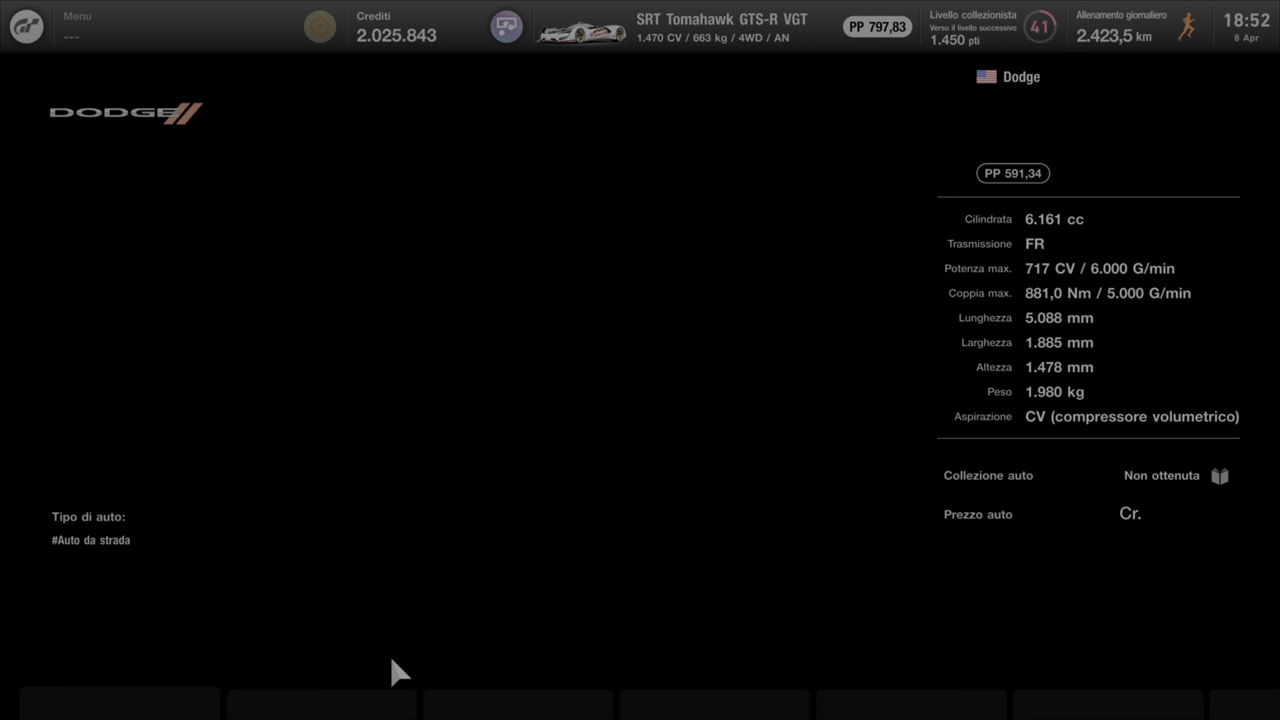 Menu
---
Crediti
2.025.843
SRT Tomahawk GTS-R VGT
1.470 CV / 663 kg / 4WD / AN
PP 797,83
Livello collezionista
Verso il livello successivo
1.450 pti
41
Allenamento giornaliero
2.423,5 km
18:52
8 Apr
Dodge
DODGE
PP 591,34
Cilindrata 6.161 cc
Trasmissione FR
Potenza max. 717 CV / 6.000 G/min
Coppia max. 881,0 Nm / 5.000 G/min
Lunghezza 5.088 mm
Larghezza 1.885 mm
Altezza 1.478 mm
Peso 1.980 kg
Aspirazione CV (compressore volumetrico)
Collezione auto Non ottenuta
Prezzo auto Cr.
Tipo di auto:
#Auto da strada